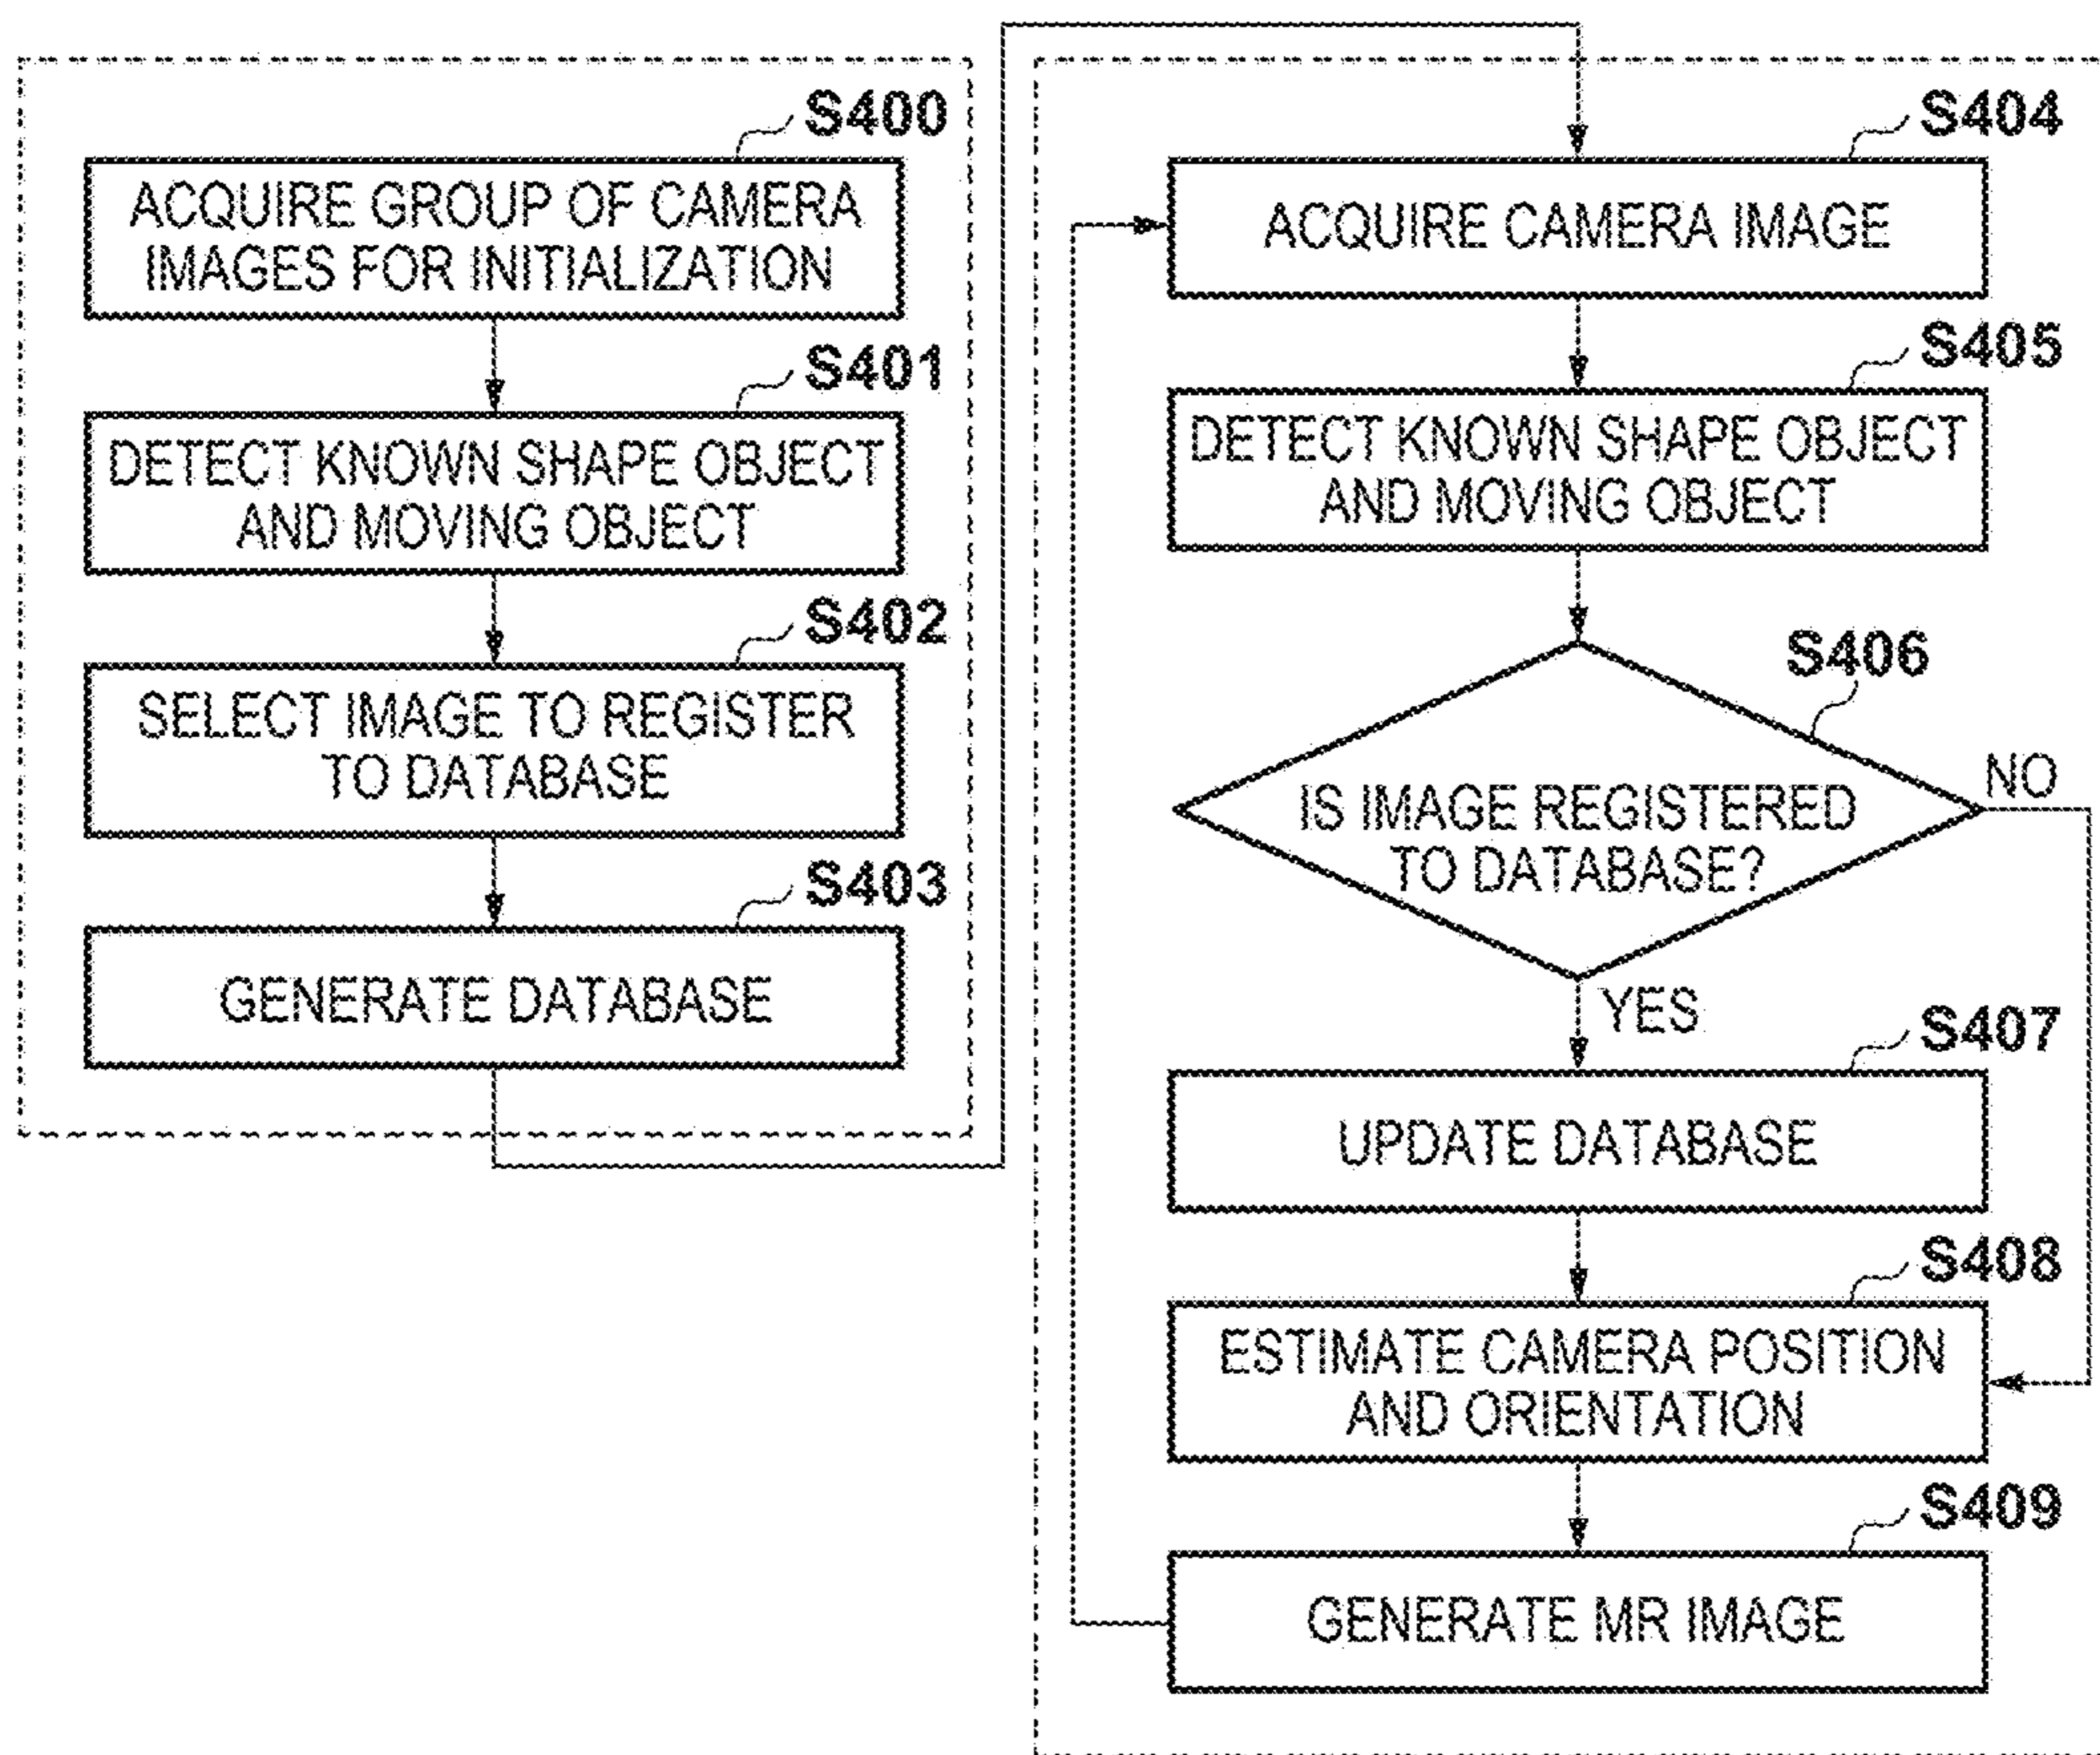 S400
ACQUIRE GROUP OF CAMERA
IMAGES FOR INITIALIZATION
S401
DETECT KNOWN SHAPE OBJECT
AND MOVING OBJECT
S402
SELECT IMAGE TO REGISTER
TO DATABASE
S403
GENERATE DATABASE
S404
ACQUIRE CAMERA IMAGE
S405
DETECT KNOWN SHAPE OBJECT
AND MOVING OBJECT
S406
IS IMAGE REGISTERED
TO DATABASE?
NO
YES
S407
UPDATE DATABASE
S408
ESTIMATE CAMERA POSITION
AND ORIENTATION
S409
GENERATE MR IMAGE